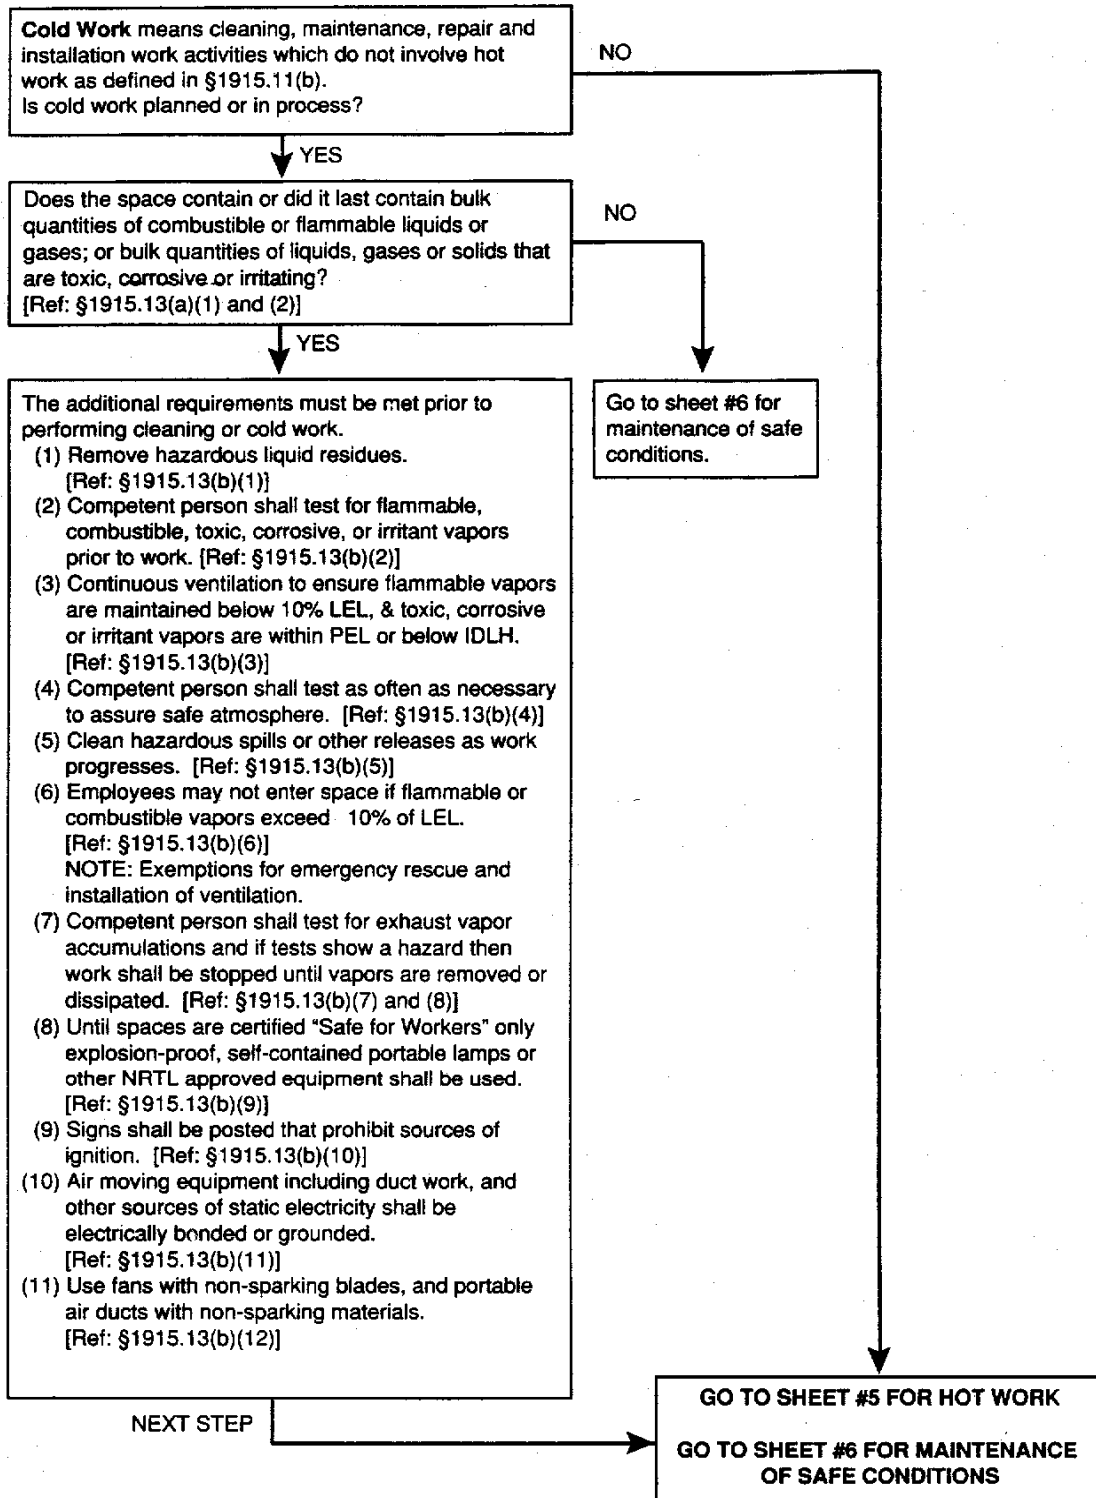 Cold Work means cleaning, maintenance, repair and
installation work activities which do not involve hot
work as defined in §1915.11(b).
Is cold work planned or in process?
NO
YES
Does the space contain or did it last contain bulk
quantities of combustible or flammable liquids or
gases; or bulk quantities of liquids, gases or solids that
are toxic, corrosive or irritating?
[Ref: §1915.13(a)(1) and (2)]
NO
YES
The additional requirements must be met prior to
performing cleaning or cold work.
(1) Remove hazardous liquid residues.
[Ref: §1915.13(b)(1)]
(2) Competent person shall test for flammable,
combustible, toxic, corrosive, or irritant vapors
prior to work. [Ref: §1915.13(b)(2)]
(3) Continuous ventilation to ensure flammable vapors
are maintained below 10% LEL, & toxic, corrosive
or irritant vapors are within PEL or below IDLH.
[Ref: §1915.13(b)(3)]
(4) Competent person shall test as often as necessary
to assure safe atmosphere. [Ref: §1915.13(b)(4)]
(5) Clean hazardous spills or other releases as work
progresses. [Ref: §1915.13(b)(5)]
(6) Employees may not enter space if flammable or
combustible vapors exceed 10% of LEL.
[Ref: §1915.13(b)(6)]
NOTE: Exemptions for emergency rescue and
installation of ventilation.
(7) Competent person shall test for exhaust vapor
accumulations and if tests show a hazard then
work shall be stopped until vapors are removed or
dissipated. [Ref: §1915.13(b)(7) and (8)]
(8) Until spaces are certified "Safe for Workers" only
explosion-proof, self-contained portable lamps or
other NRTL approved equipment shall be used.
[Ref: §1915.13(b)(9)]
(9) Signs shall be posted that prohibit sources of
ignition. [Ref: §1915.13(b)(10)]
(10) Air moving equipment including duct work, and
other sources of static electricity shall be
electrically bonded or grounded.
[Ref: §1915.13(b)(11)]
(11) Use fans with non-sparking blades, and portable
air ducts with non-sparking materials.
[Ref: §1915.13(b)(12)]
Go to sheet #6 for
maintenance of safe
conditions.
NEXT STEP
GO TO SHEET #5 FOR HOT WORK
GO TO SHEET #6 FOR MAINTENANCE
OF SAFE CONDITIONS